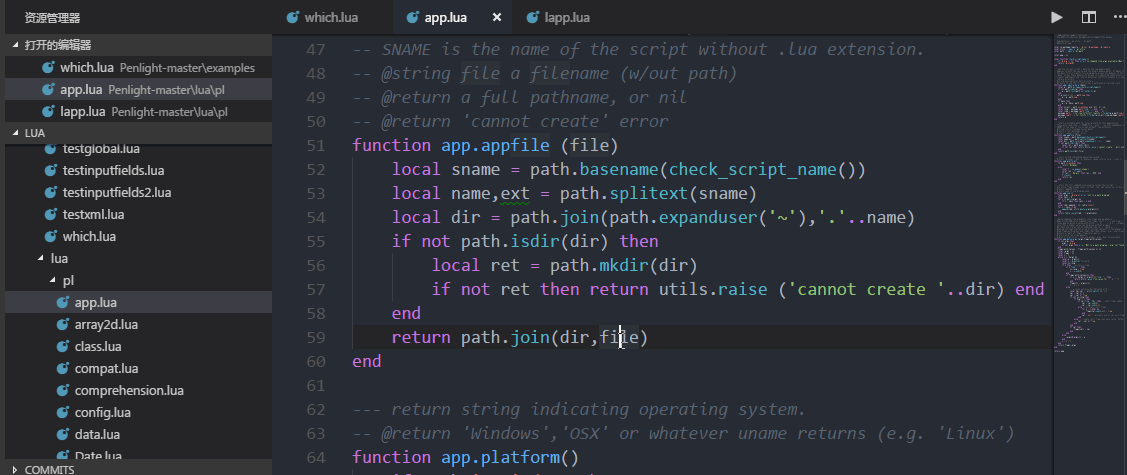 资源管理器
打开的编辑器
which.lua Penlight-master\examples
app.lua Penlight-master\lua\pl
lapp.lua Penlight-master\lua\pl
LUA
testglobal.lua
testinputfields.lua
testinputfields2.lua
testxml.lua
which.lua
lua
pl
app.lua
array2d.lua
class.lua
compat.lua
comprehension.lua
config.lua
data.lua
Date.lua
COMMITS
which.lua app.lua × lapp.lua
47 -- SNAME is the name of the script without .lua extension.
48 -- @string file a filename (w/out path)
49 -- @return a full pathname, or nil
50 -- @return 'cannot create' error
51 function app.appfile (file)
52 local sname = path.basename(check_script_name())
53 local name,ext = path.splitext(sname)
54 local dir = path.join(path.expanduser('~'),'.'..name)
55 if not path.isdir(dir) then
56 local ret = path.mkdir(dir)
57 if not ret then return utils.raise ('cannot create '..dir) end
58 end
59 return path.join(dir,file)
60 end
61
62 --- return string indicating operating system.
63 -- @return 'Windows','OSX' or whatever uname returns (e.g. 'Linux')
64 function app.platform()